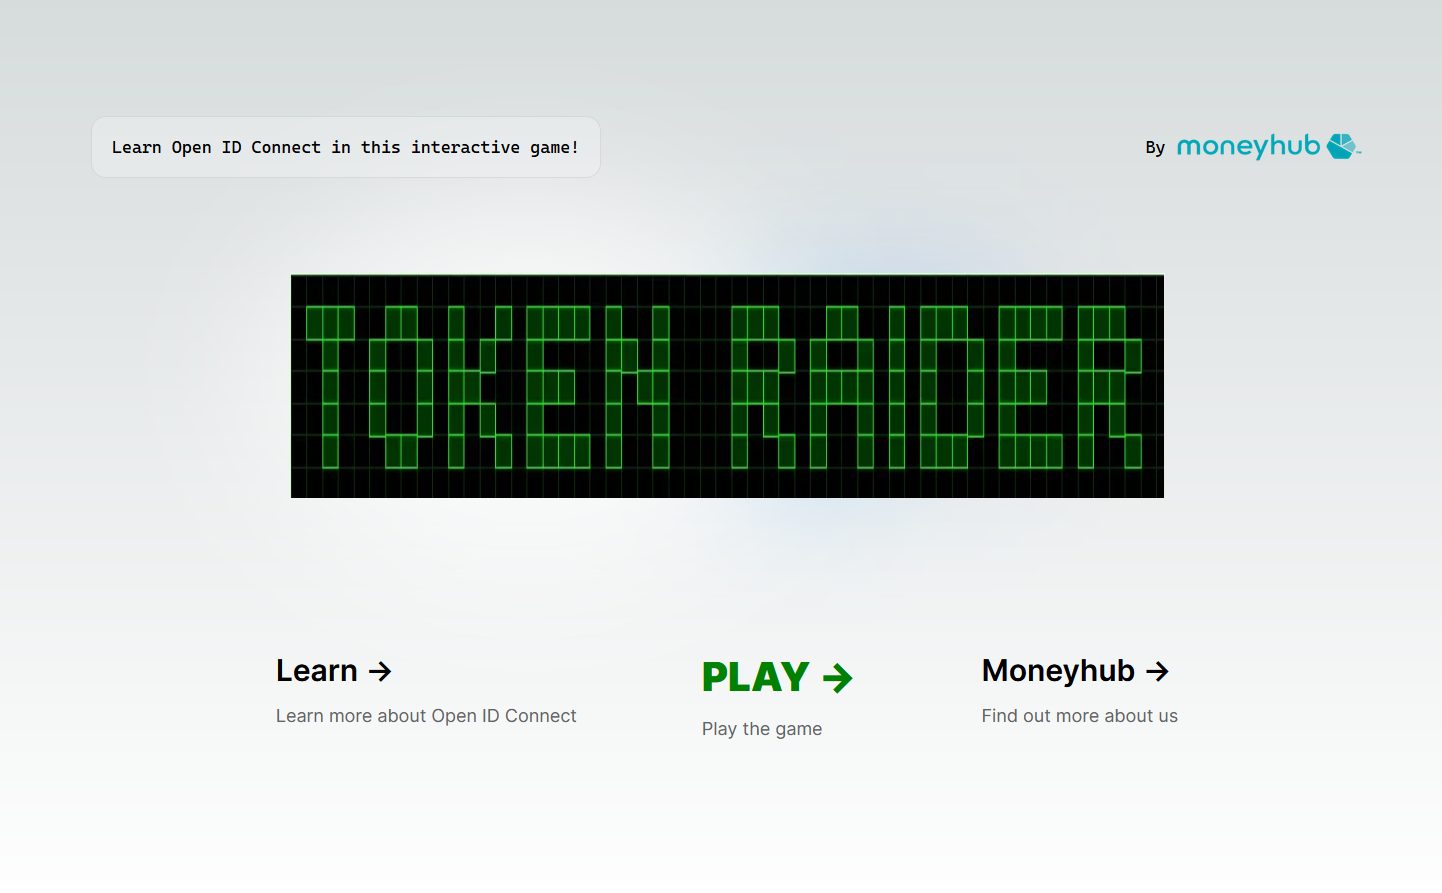 Learn Open ID Connect in this interactive game!
By moneyhub
TOKEN RAIDER
Learn →
Learn more about Open ID Connect
PLAY →
Play the game
Moneyhub →
Find out more about us